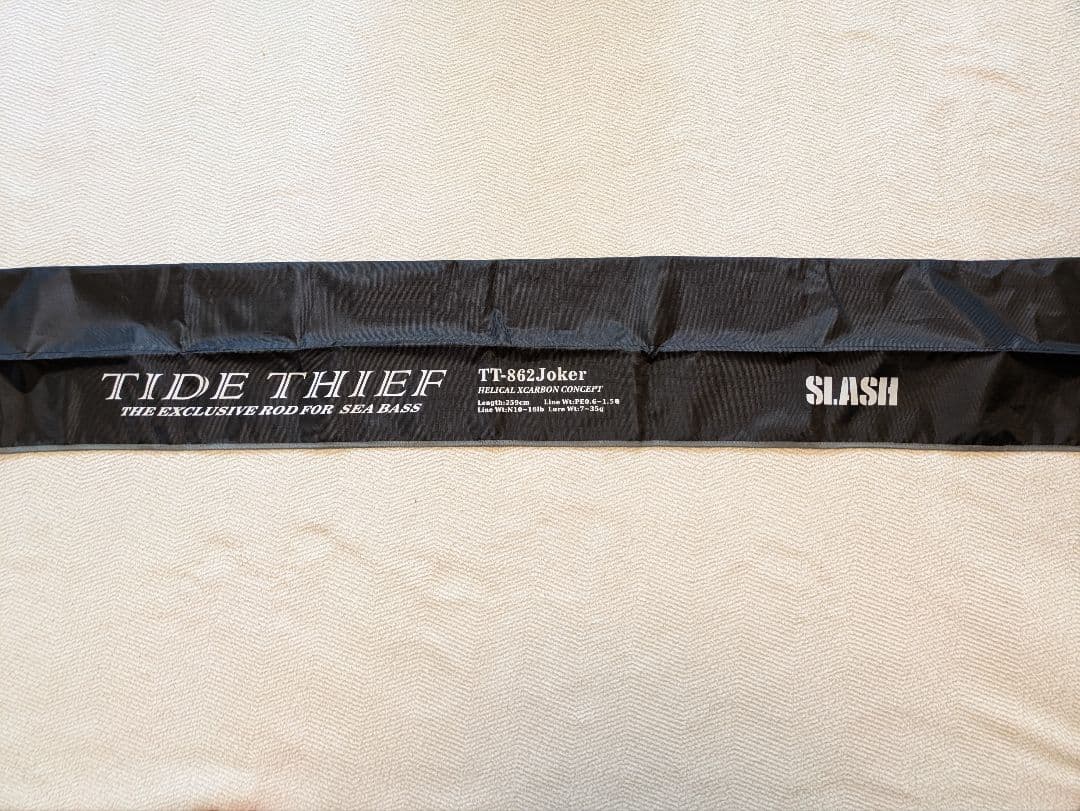 TIDE THIEF
THE EXCLUSIVE ROD FOR SEA BASS
TT-862Joker
HELICAL XCARBON CONCEPT
Length:259cm Line Wt:PE0.6-1.5@
Line Wt:N10-16lb Lure Wt:7-35g
SLASH